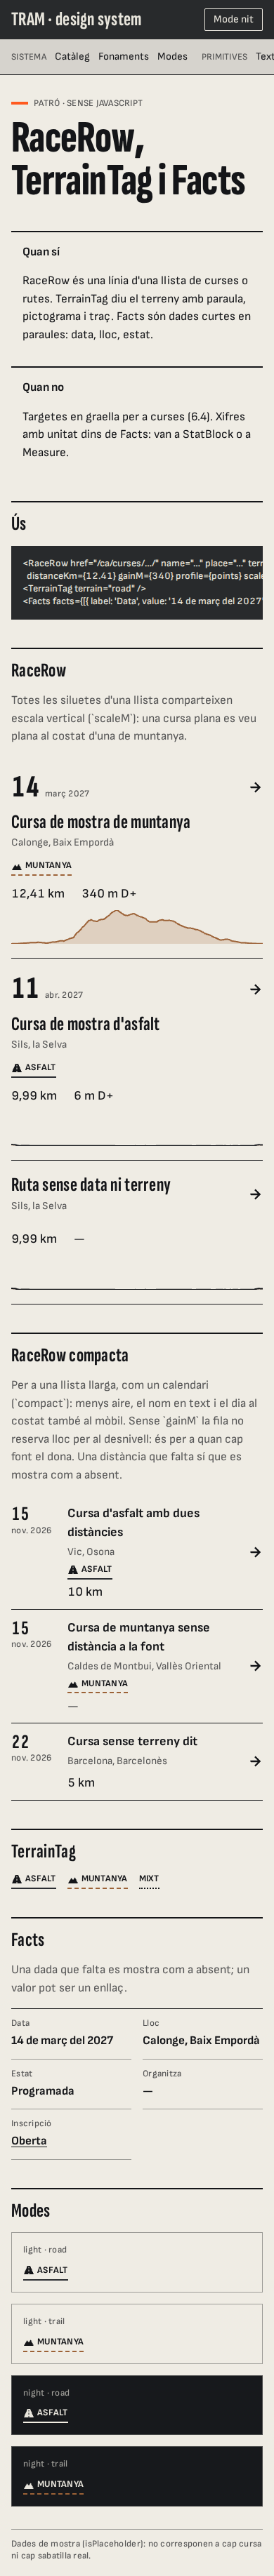 TRAM · design system
Mode nit
SISTEMA Catàleg Fonaments Modes PRIMITIVES Text
PATRÓ · SENSE JAVASCRIPT
RaceRow,
TerrainTag i Facts
Quan sí
RaceRow és una línia d'una llista de curses o
rutes. TerrainTag diu el terreny amb paraula,
pictograma i traç. Facts són dades curtes en
paraules: data, lloc, estat.
Quan no
Targetes en graella per a curses (6.4). Xifres
amb unitat dins de Facts: van a StatBlock o a
Measure.
Ús
<RaceRow href="/ca/curses/…/" name="…" place="…" terr
distanceKm={12.41} gainM={340} profile={points} scale
<TerrainTag terrain="road" />
<Facts facts={[{ label: 'Data', value: '14 de març del 2027'
RaceRow
Totes les siluetes d'una llista comparteixen
escala vertical (`scaleM`): una cursa plana es veu
plana al costat d'una de muntanya.
14 març 2027 →
Cursa de mostra de muntanya
Calonge, Baix Empordà
MUNTANYA
12,41 km 340 m D+
11 abr. 2027 →
Cursa de mostra d'asfalt
Sils, la Selva
ASFALT
9,99 km 6 m D+
Ruta sense data ni terreny →
Sils, la Selva
9,99 km —
RaceRow compacta
Per a una llista llarga, com un calendari
(`compact`): menys aire, el nom en text i el dia al
costat també al mòbil. Sense `gainM` la fila no
reserva lloc per al desnivell: és per a quan cap
font el dona. Una distància que falta sí que es
mostra com a absent.
15
nov. 2026
Cursa d'asfalt amb dues
distàncies
Vic, Osona →
ASFALT
10 km
15
nov. 2026
Cursa de muntanya sense
distància a la font
Caldes de Montbui, Vallès Oriental →
MUNTANYA
—
22
nov. 2026
Cursa sense terreny dit
Barcelona, Barcelonès →
5 km
TerrainTag
ASFALT MUNTANYA MIXT
Facts
Una dada que falta es mostra com a absent; un
valor pot ser un enllaç.
Data Lloc
14 de març del 2027 Calonge, Baix Empordà
Estat Organitza
Programada —
Inscripció
Oberta
Modes
light · road
ASFALT
light · trail
MUNTANYA
night · road
ASFALT
night · trail
MUNTANYA
Dades de mostra (isPlaceholder): no corresponen a cap cursa
ni cap sabatilla real.